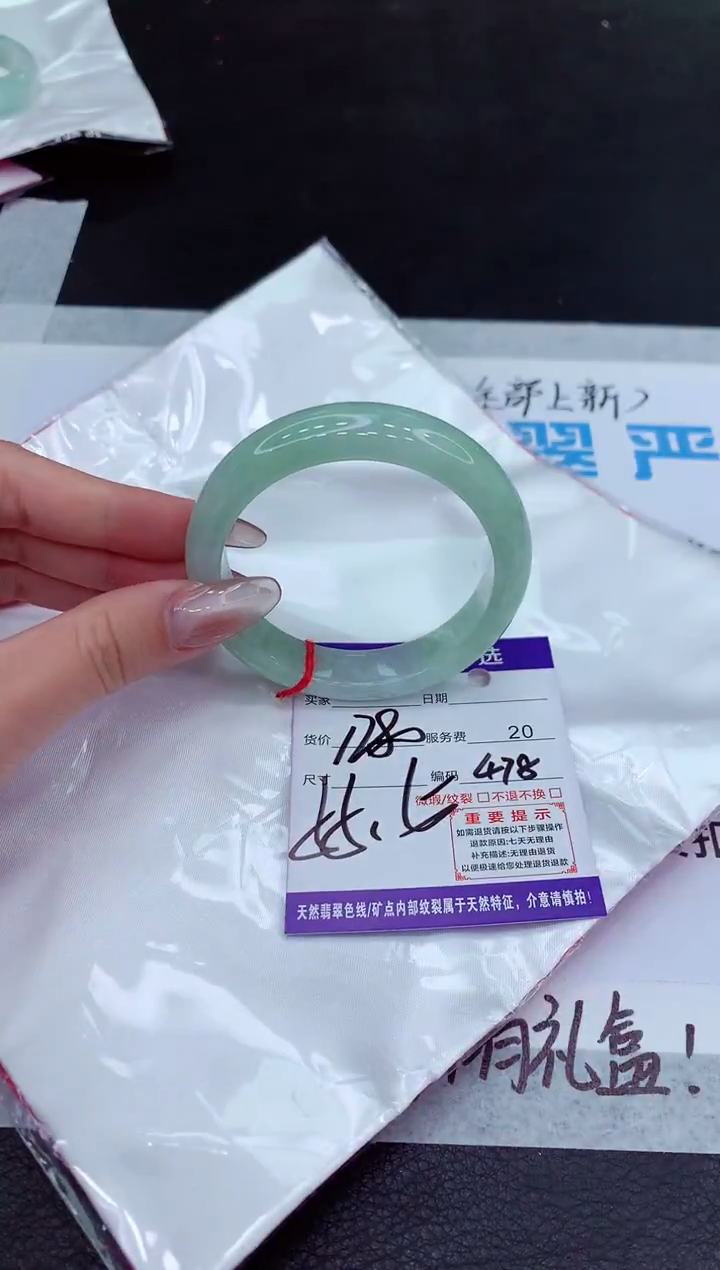 部上新）
翠严
选
买家 日期
货价 1280 服务费 20
尺寸 编码 478
55.5
微瑕/纹裂 □不退不换 □
重要提示
如需退货请按以下步骤操作
退款原因:七天无理由
补充描述:无理由退货
以便极速给您处理退货退款
天然翡翠色线/矿点内部纹裂属于天然特征，介意请慎拍！
有礼盒！